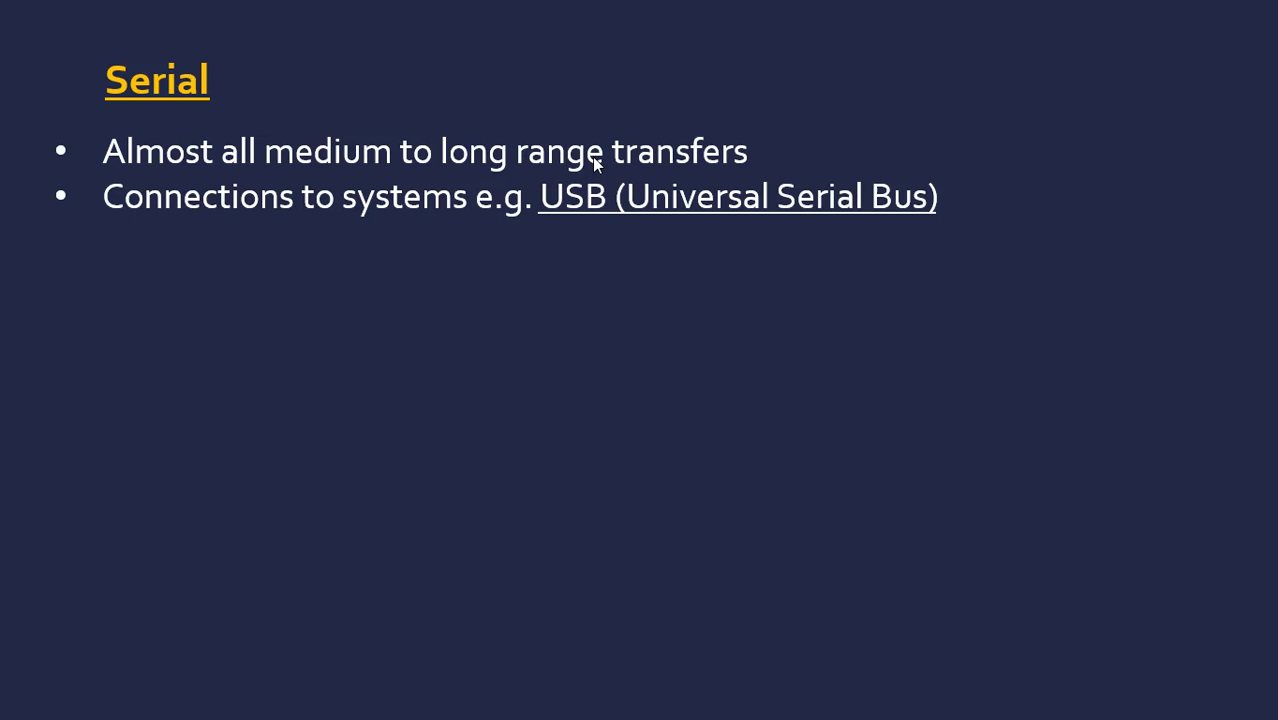 Serial
• Almost all medium to long range transfers
• Connections to systems e.g. USB (Universal Serial Bus)